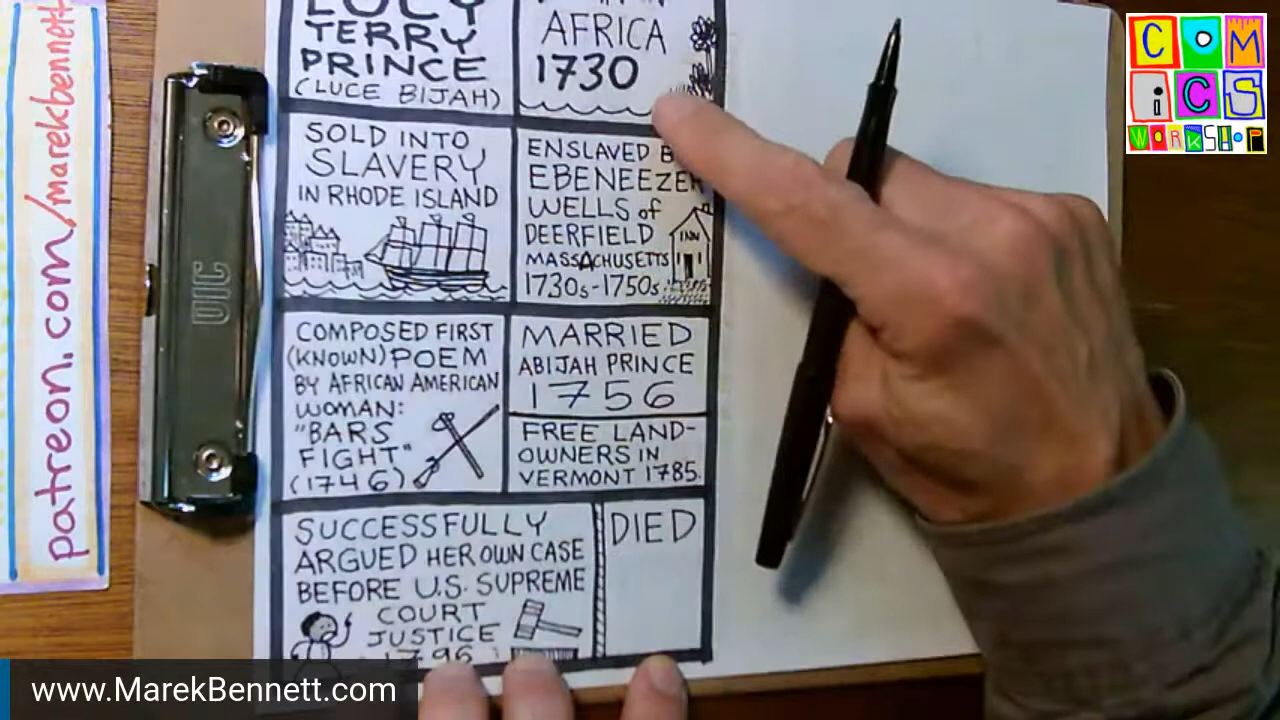 LUCY
TERRY
PRINCE
(LUCE BIJAH)
AFRICA
1730
SOLD INTO
SLAVERY
IN RHODE ISLAND
ENSLAVED
EBENEEZER
WELLS of
DEERFIELD
MASSACHUSETTS
1730s-1750s
INN
COMPOSED FIRST
(KNOWN) POEM
BY AFRICAN AMERICAN
WOMAN:
"BARS
FIGHT"
(1746)
MARRIED
ABIJAH PRINCE
1756
FREE LAND-
OWNERS IN
VERMONT 1785.
SUCCESSFULLY
ARGUED HER OWN CASE
BEFORE U.S. SUPREME
COURT
JUSTICE
1796
DIED
UIC
patreon.com/marekbennett
COMiCS
WORKSHOP
www.MarekBennett.com